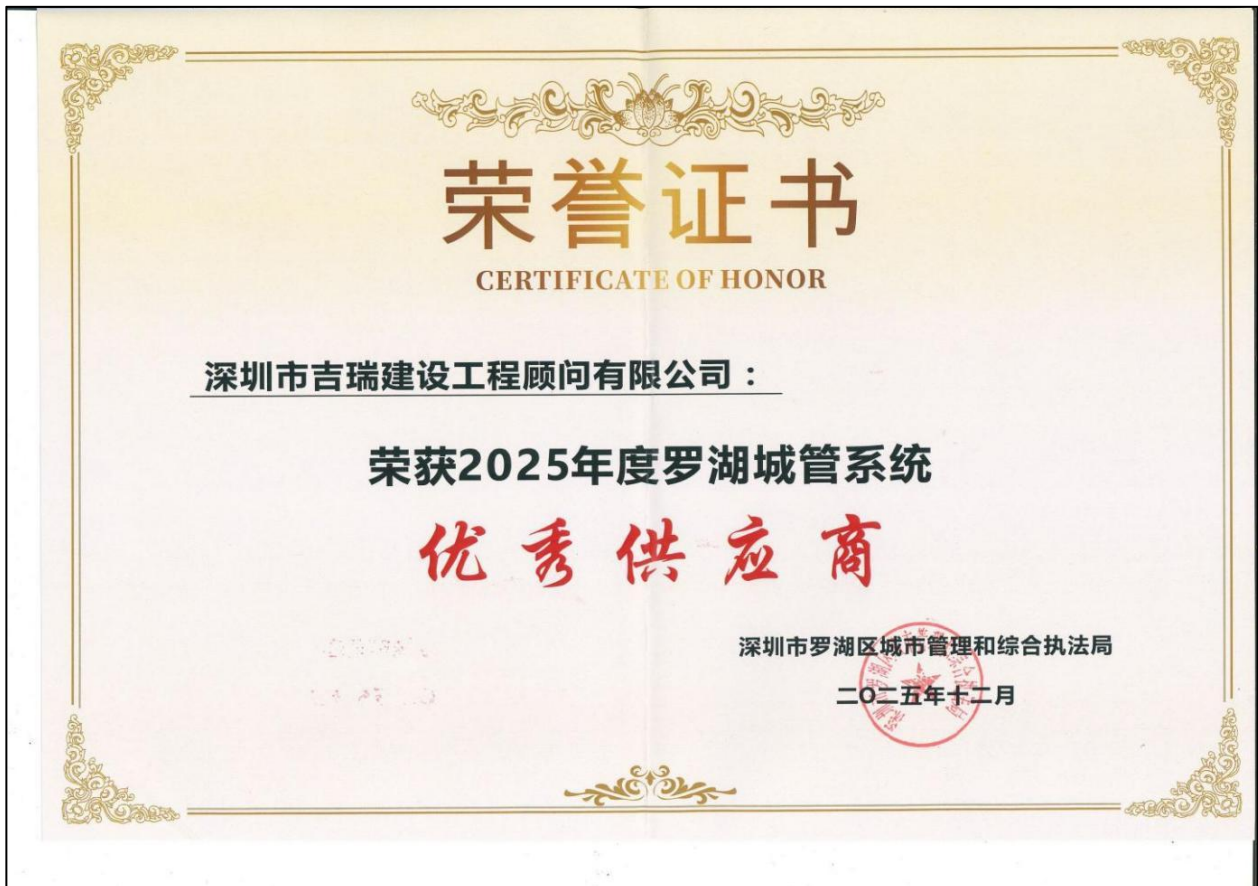 荣誉证书
CERTIFICATE OF HONOR
深圳市吉瑞建设工程顾问有限公司：
荣获2025年度罗湖城管系统
优秀供应商
深圳市罗湖区城市管理和综合执法局
二〇二五年十二月